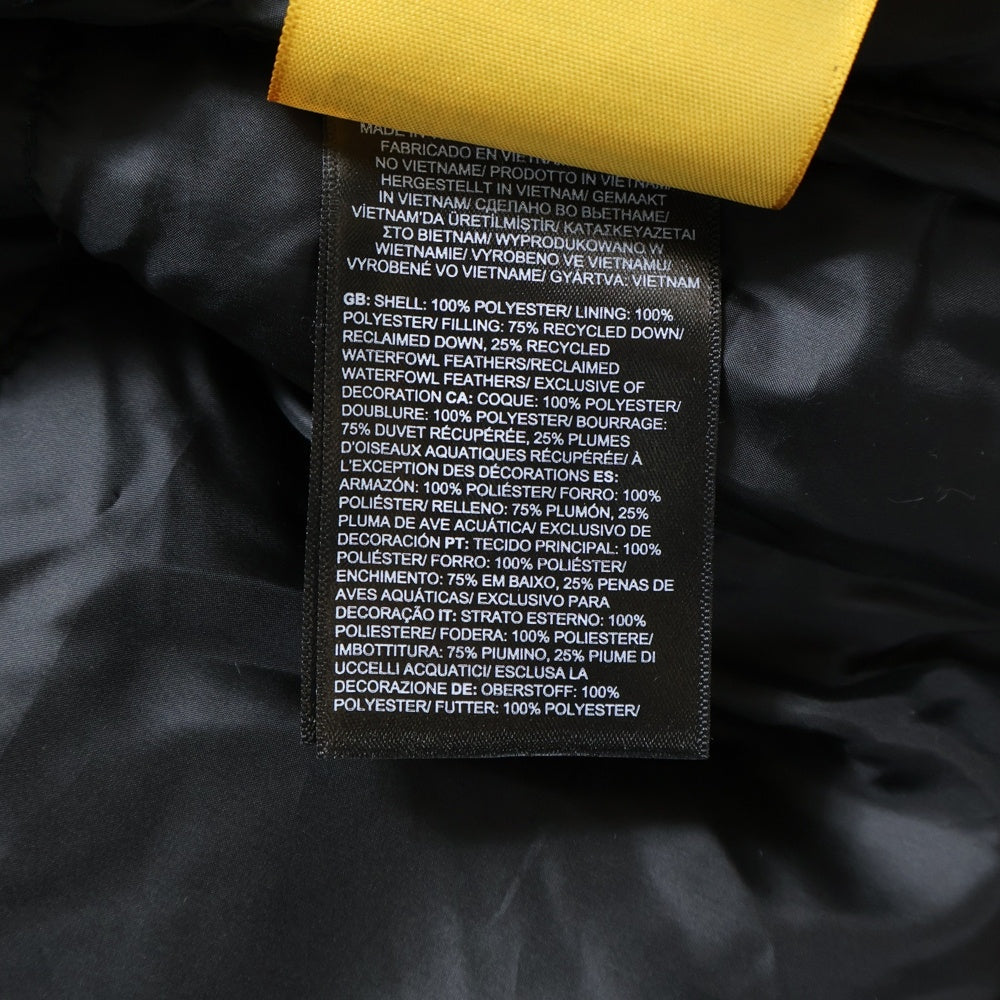 MADE IN
FABRICADO EN VIETNAM
NO VIETNAME/ PRODOTTO IN VIETNAM/
HERGESTELLT IN VIETNAM/ GEMAAKT
IN VIETNAM/ СДЕЛАНО ВО ВЬЕТНАМЕ/
VİETNAM'DA ÜRETİLMİŞTİR/ ΚΑΤΑΣΚΕΥΑΖΕΤΑΙ
ΣΤΟ ΒΙΕΤΝΑΜ/ WYPRODUKOWANO W
WIETNAMIE/ VYROBENO VE VIETNAMU/
VYROBENÉ VO VIETNAME/ GYÁRTVA: VIETNAM
GB: SHELL: 100% POLYESTER/ LINING: 100%
POLYESTER/ FILLING: 75% RECYCLED DOWN/
RECLAIMED DOWN, 25% RECYCLED
WATERFOWL FEATHERS/RECLAIMED
WATERFOWL FEATHERS/ EXCLUSIVE OF
DECORATION CA: COQUE: 100% POLYESTER/
DOUBLURE: 100% POLYESTER/ BOURRAGE:
75% DUVET RÉCUPÉRÉE, 25% PLUMES
D'OISEAUX AQUATIQUES RÉCUPÉRÉE/ À
L'EXCEPTION DES DÉCORATIONS ES:
ARMAZÓN: 100% POLIÉSTER/ FORRO: 100%
POLIÉSTER/ RELLENO: 75% PLUMÓN, 25%
PLUMA DE AVE ACUÁTICA/ EXCLUSIVO DE
DECORACIÓN PT: TECIDO PRINCIPAL: 100%
POLIÉSTER/ FORRO: 100% POLIÉSTER/
ENCHIMENTO: 75% EM BAIXO, 25% PENAS DE
AVES AQUÁTICAS/ EXCLUSIVO PARA
DECORAÇÃO IT: STRATO ESTERNO: 100%
POLIESTERE/ FODERA: 100% POLIESTERE/
IMBOTTITURA: 75% PIUMINO, 25% PIUME DI
UCCELLI ACQUATICI/ ESCLUSA LA
DECORAZIONE DE: OBERSTOFF: 100%
POLYESTER/ FUTTER: 100% POLYESTER/